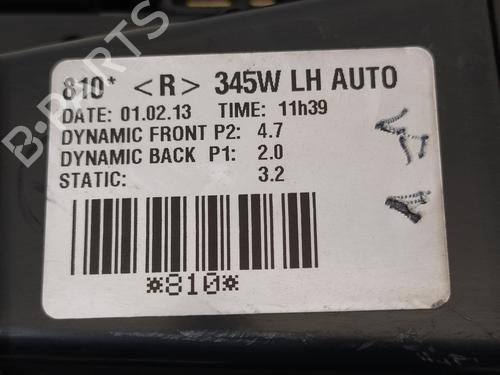 B-PARTS
810* <R> 345W LH AUTO
DATE: 01.02.13 TIME: 11h39
DYNAMIC FRONT P2: 4.7
DYNAMIC BACK P1: 2.0
STATIC: 3.2
*810*